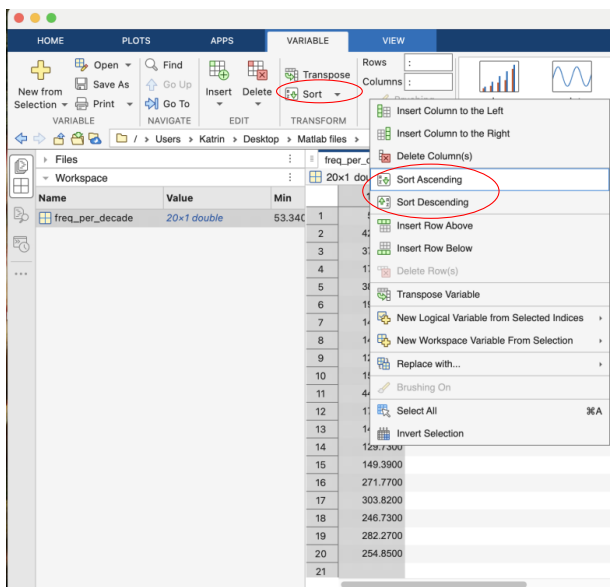 HOME PLOTS APPS VARIABLE VIEW
New from Selection
Open
Save As
Print
VARIABLE
Find
Go Up
Go To
NAVIGATE
Insert Delete
EDIT
Transpose
Sort
TRANSFORM
Rows :
Columns :
/ › Users › Katrin › Desktop › Matlab files ›
Files
Workspace
Name Value Min
freq_per_decade 20×1 double 53.340
20×1
1
2
3
4
5
6
7
8
9
10
11
12
13
14 129.7300
15 149.3900
16 271.7700
17 303.8200
18 246.7300
19 282.2700
20 254.8500
21
Insert Column to the Left
Insert Column to the Right
Delete Column(s)
Sort Ascending
Sort Descending
Insert Row Above
Insert Row Below
Delete Row(s)
Transpose Variable
New Logical Variable from Selected Indices
New Workspace Variable From Selection
Replace with...
Brushing On
Select All ⌘A
Invert Selection